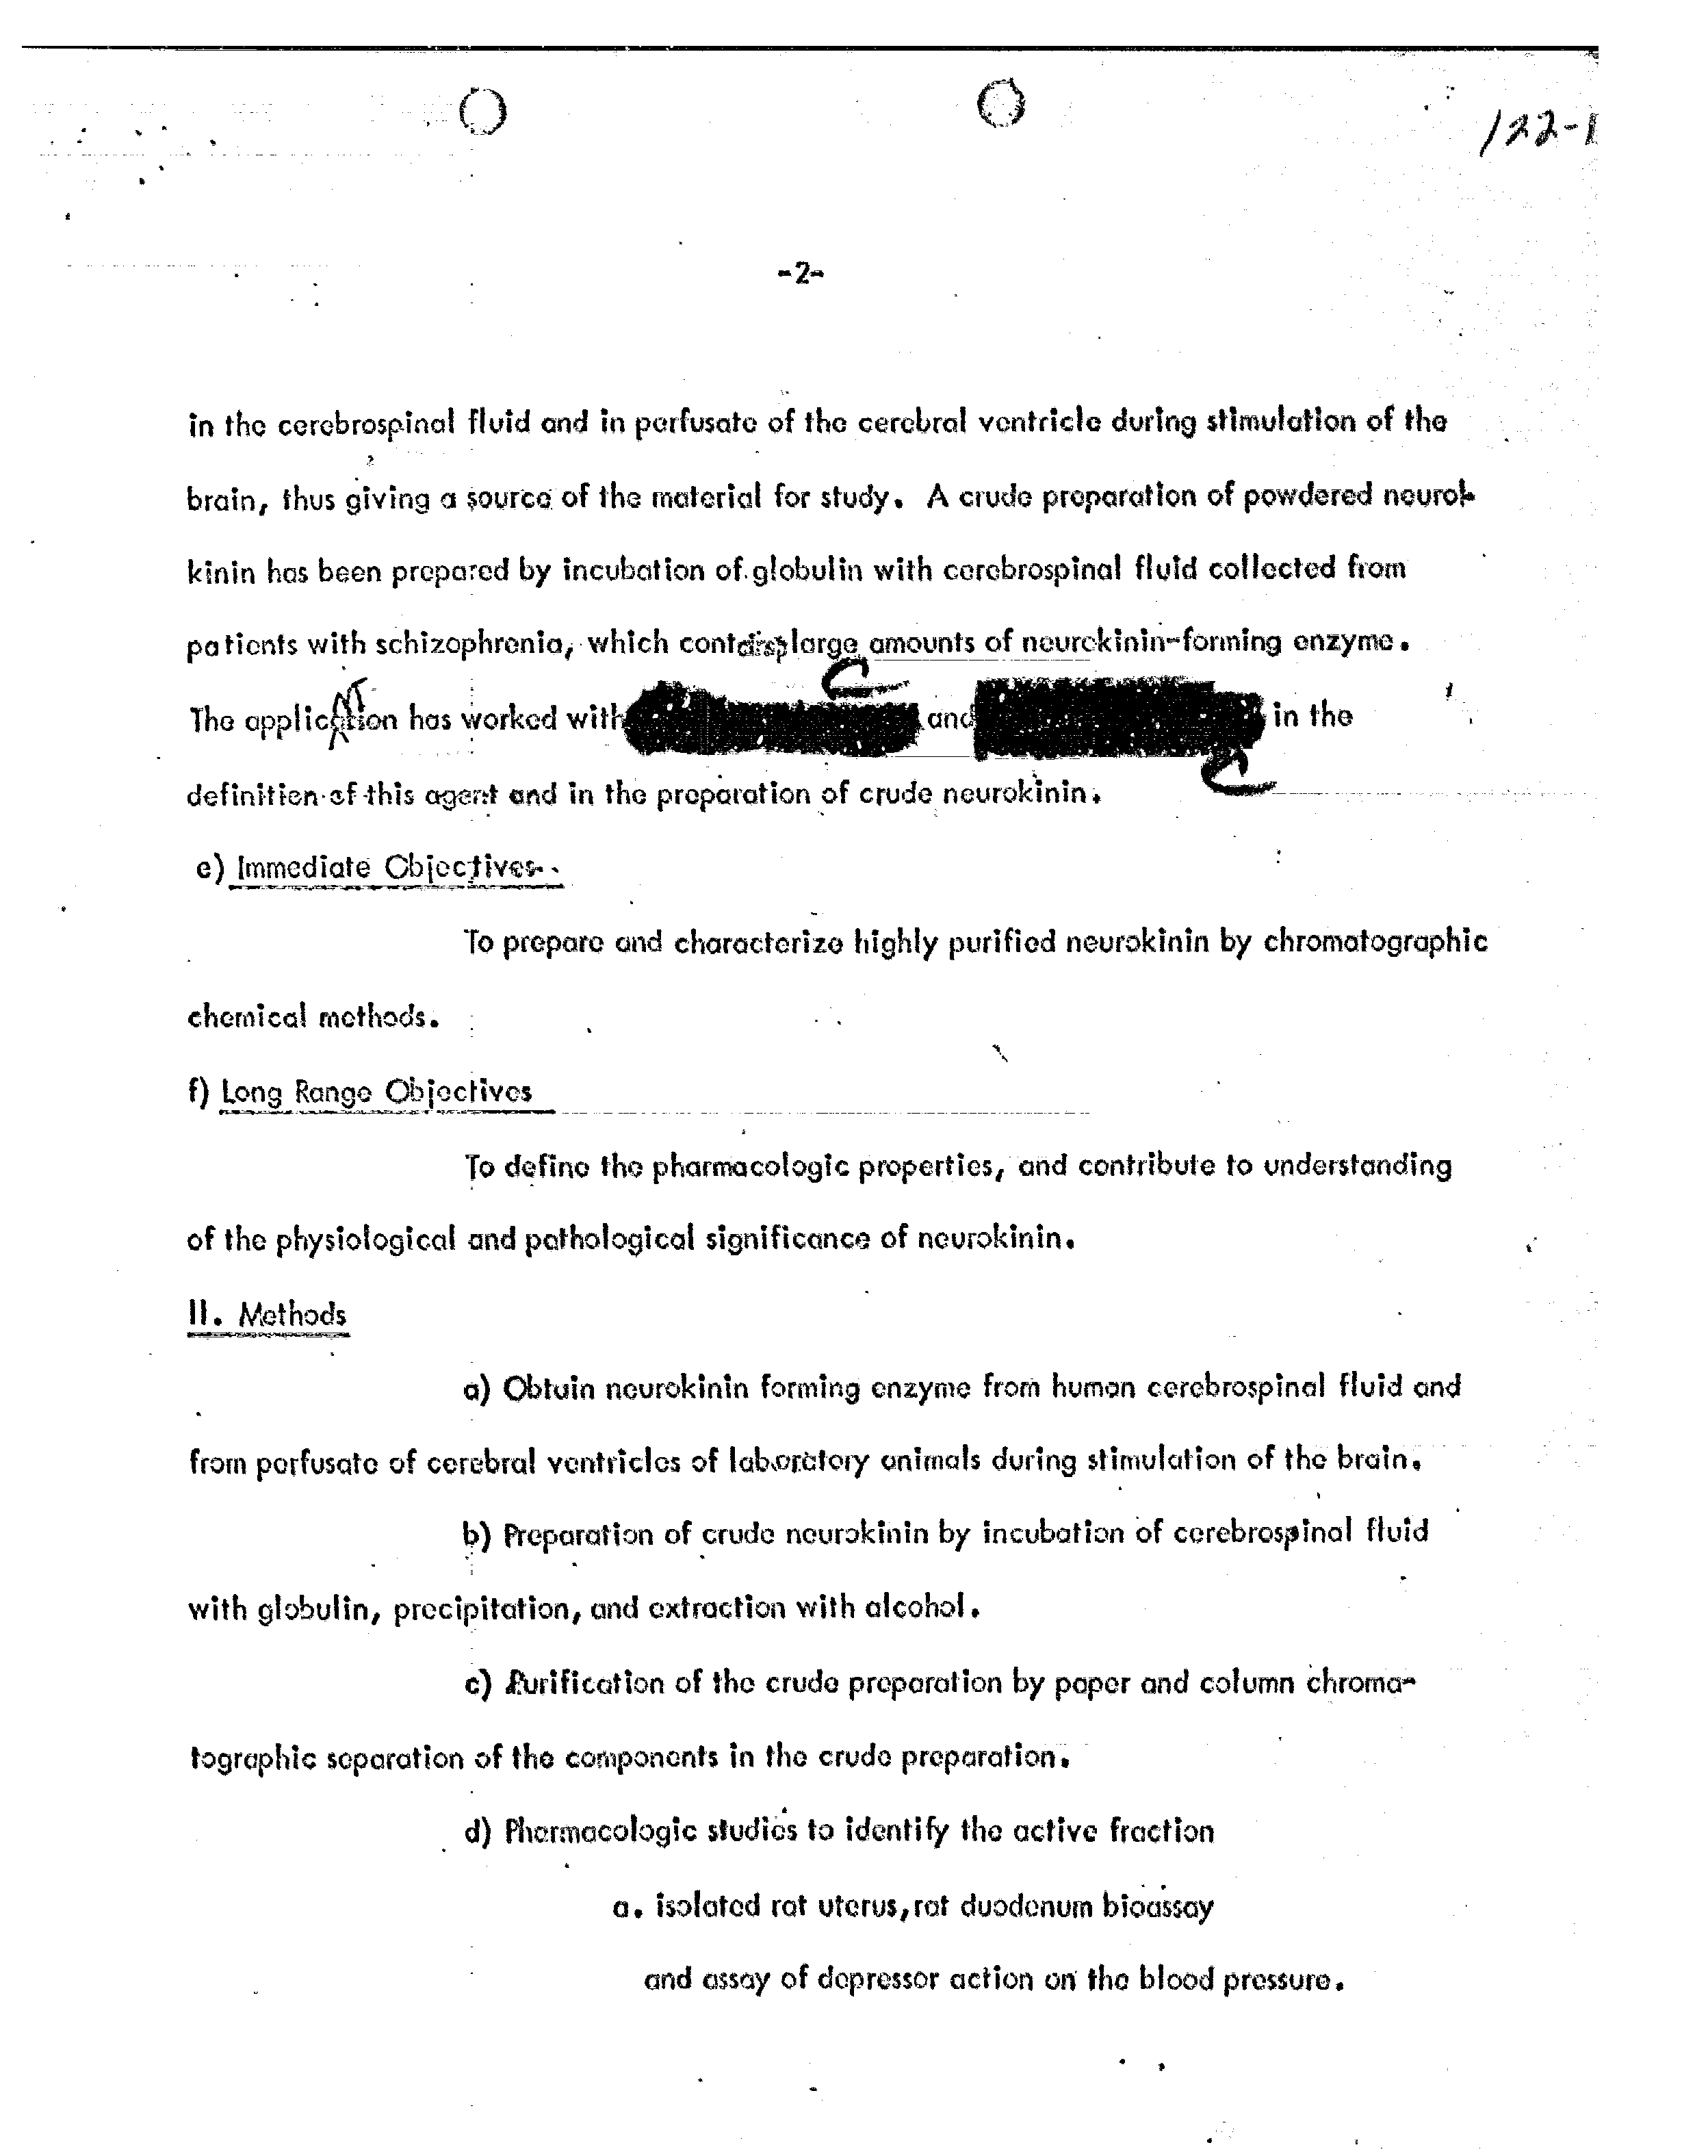 122-1
-2-
in the cerebrospinal fluid and in perfusate of the cerebral ventricle during stimulation of the
brain, thus giving a source of the material for study. A crude preparation of powdered neuro-
kinin has been prepared by incubation of globulin with cerebrospinal fluid collected from
patients with schizophrenia, which contains large amounts of neurokinin-forming enzyme.
The application has worked with and in the
NT
C
C
definition of this agent and in the preparation of crude neurokinin.
e) Immediate Objectives
To prepare and characterize highly purified neurokinin by chromatographic
chemical methods.
f) Long Range Objectives
To define the pharmacologic properties, and contribute to understanding
of the physiological and pathological significance of neurokinin.
II. Methods
a) Obtain neurokinin forming enzyme from human cerebrospinal fluid and
from perfusate of cerebral ventricles of laboratory animals during stimulation of the brain.
b) Preparation of crude neurokinin by incubation of cerebrospinal fluid
with globulin, precipitation, and extraction with alcohol.
c) Purification of the crude preparation by paper and column chroma-
tographic separation of the components in the crude preparation.
d) Pharmacologic studies to identify the active fraction
a. isolated rat uterus, rat duodenum bioassay
and assay of depressor action on the blood pressure.